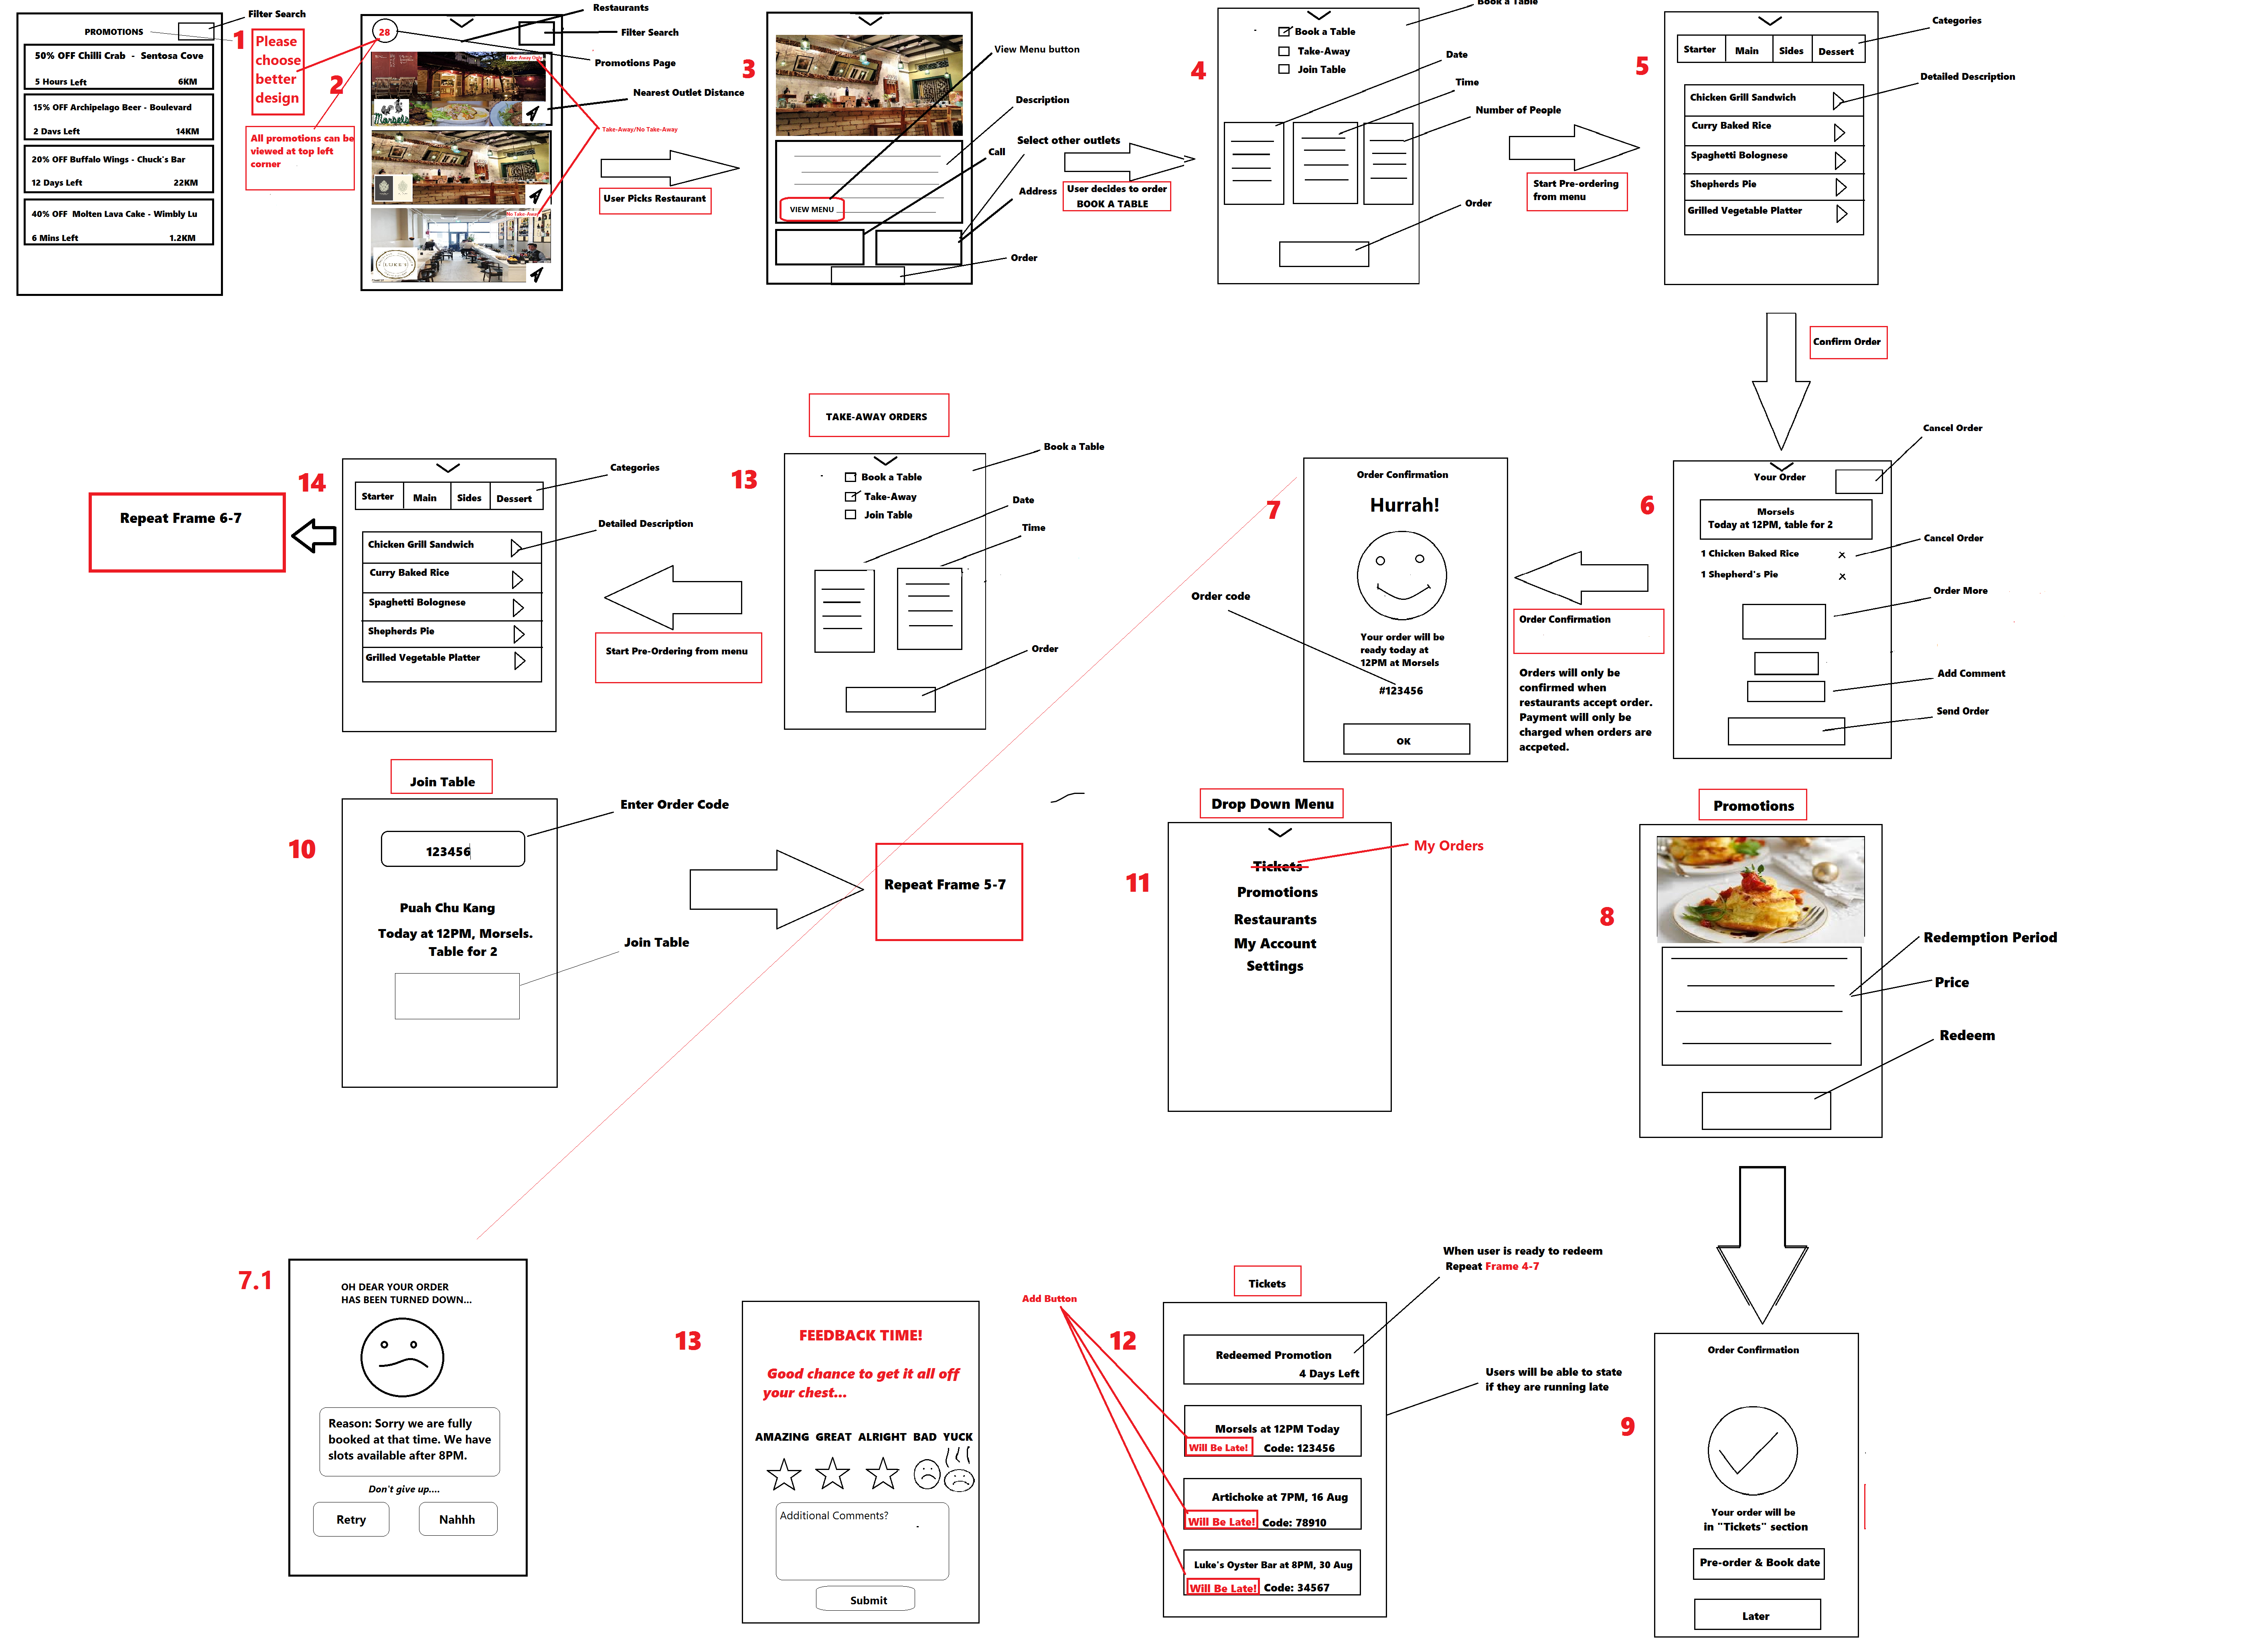 PROMOTIONS
Filter Search
50% OFF Chilli Crab - Sentosa Cove
5 Hours Left 6KM
15% OFF Archipelago Beer - Boulevard
2 Days Left 14KM
20% OFF Buffalo Wings - Chuck's Bar
12 Days Left 22KM
40% OFF Molten Lava Cake - Wimbly Lu
6 Mins Left 1.2KM
1
Please
choose
better
design
2
All promotions can be
viewed at top left
corner
28
Restaurants
Filter Search
Promotions Page
Nearest Outlet Distance
Take-Away Only
Take-Away/No Take-Away
Morsels
No Take-Away
LUKE'S
User Picks Restaurant
3
View Menu button
Description
Select other outlets
Call
Address
VIEW MENU
Order
User decides to order
BOOK A TABLE
4
Book a Table
Take-Away
Join Table
Book a Table
Date
Time
Number of People
Order
Start Pre-ordering
from menu
5
Starter Main Sides Dessert
Categories
Detailed Description
Chicken Grill Sandwich
Curry Baked Rice
Spaghetti Bolognese
Shepherds Pie
Grilled Vegetable Platter
Confirm Order
6
Your Order
Cancel Order
Morsels
Today at 12PM, table for 2
1 Chicken Baked Rice x
Cancel Order
1 Shepherd's Pie x
Order More
Add Comment
Send Order
Order Confirmation
Orders will only be
confirmed when
restaurants accept order.
Payment will only be
charged when orders are
accpeted.
7
Order Confirmation
Hurrah!
Order code
Your order will be
ready today at
12PM at Morsels
#123456
OK
TAKE-AWAY ORDERS
13
Book a Table
Take-Away
Join Table
Book a Table
Date
Time
Order
Start Pre-Ordering from menu
14
Starter Main Sides Dessert
Categories
Detailed Description
Chicken Grill Sandwich
Curry Baked Rice
Spaghetti Bolognese
Shepherds Pie
Grilled Vegetable Platter
Repeat Frame 6-7
Join Table
10
123456
Enter Order Code
Puah Chu Kang
Today at 12PM, Morsels.
Table for 2
Join Table
Repeat Frame 5-7
Drop Down Menu
11
Tickets
My Orders
Promotions
Restaurants
My Account
Settings
Promotions
8
Redemption Period
Price
Redeem
7.1
OH DEAR YOUR ORDER
HAS BEEN TURNED DOWN...
Reason: Sorry we are fully
booked at that time. We have
slots available after 8PM.
Don't give up....
Retry Nahhh
13
FEEDBACK TIME!
Good chance to get it all off
your chest...
AMAZING GREAT ALRIGHT BAD YUCK
Additional Comments?
Submit
Add Button
12
Tickets
When user is ready to redeem
Repeat Frame 4-7
Redeemed Promotion
4 Days Left
Users will be able to state
if they are running late
Morsels at 12PM Today
Will Be Late! Code: 123456
Artichoke at 7PM, 16 Aug
Will Be Late! Code: 78910
Luke's Oyster Bar at 8PM, 30 Aug
Will Be Late! Code: 34567
9
Order Confirmation
Your order will be
in "Tickets" section
Pre-order & Book date
Later